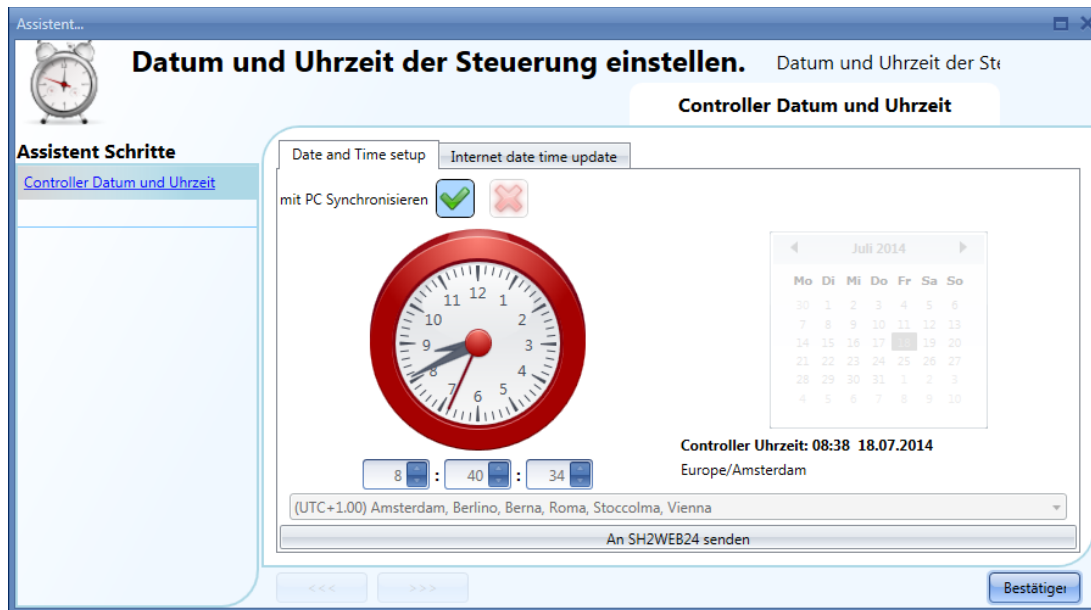 Assistent...
Datum und Uhrzeit der Steuerung einstellen. Datum und Uhrzeit der Ste
Controller Datum und Uhrzeit
Assistent Schritte
Controller Datum und Uhrzeit
Date and Time setup Internet date time update
mit PC Synchronisieren
12
11 1
10 2
9 3
8 4
7 5
6
8 : 40 : 34
Juli 2014
Mo Di Mi Do Fr Sa So
30 1 2 3 4 5 6
7 8 9 10 11 12 13
14 15 16 17 18 19 20
21 22 23 24 25 26 27
28 29 30 31 1 2 3
4 5 6 7 8 9 10
Controller Uhrzeit: 08:38 18.07.2014
Europe/Amsterdam
(UTC+1.00) Amsterdam, Berlino, Berna, Roma, Stoccolma, Vienna
An SH2WEB24 senden
<<< >>>
Bestätiger